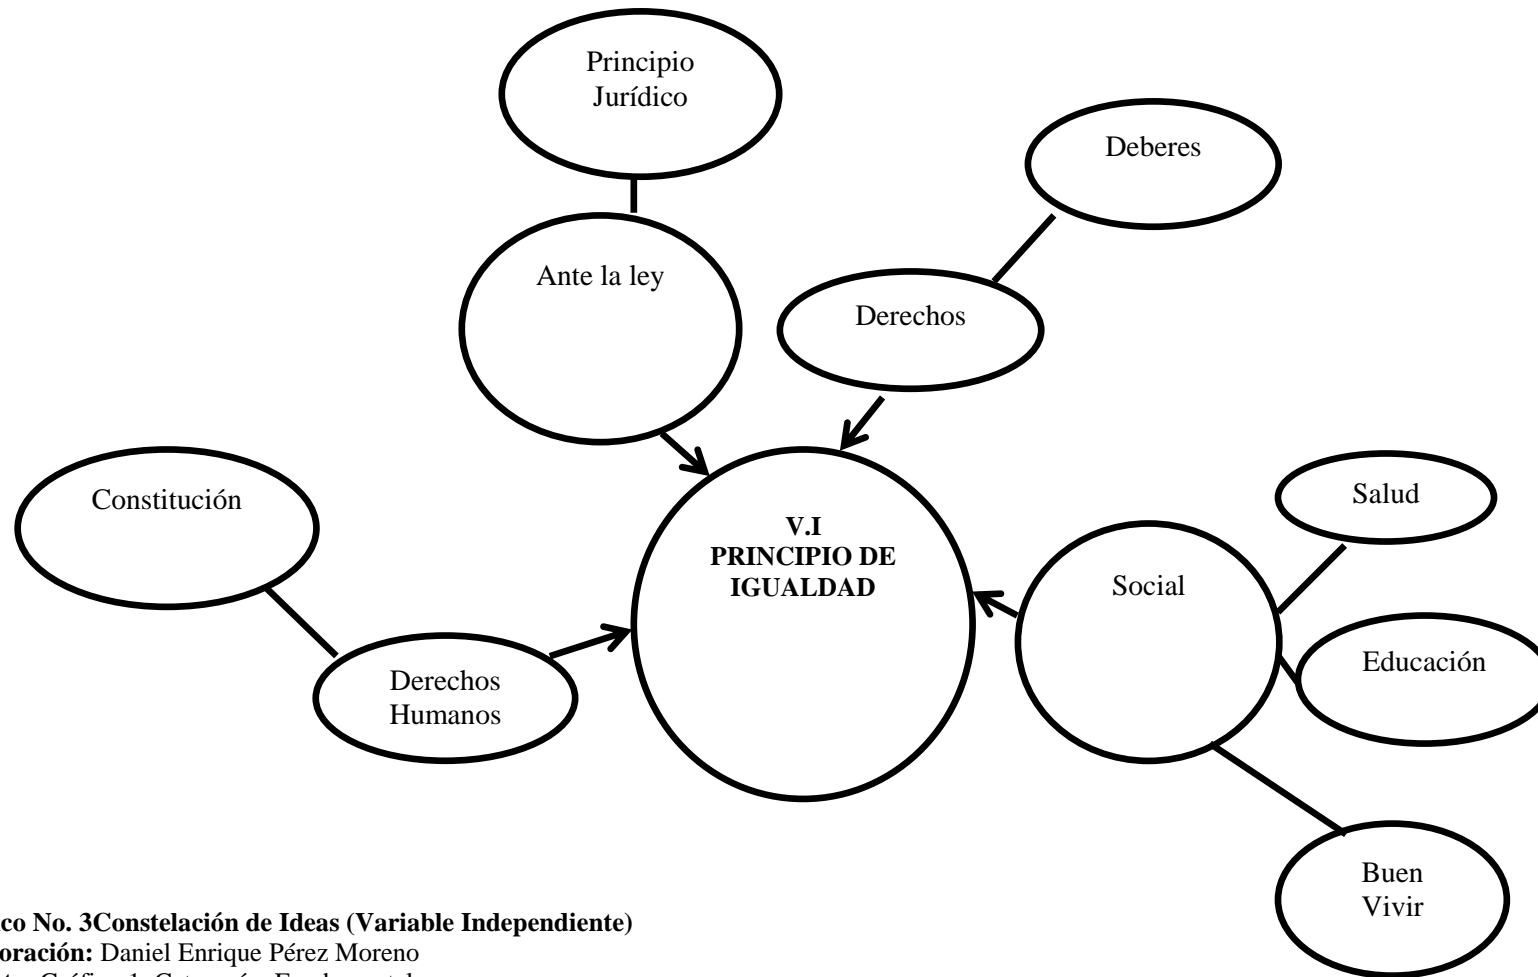 Principio
Jurídico
Deberes
Ante la ley
Derechos
Constitución
Salud
V.I
PRINCIPIO DE
IGUALDAD
Social
Educación
Derechos
Humanos
Buen
Vivir
co No. 3Constelación de Ideas (Variable Independiente)
oración: Daniel Enrique Pérez Moreno